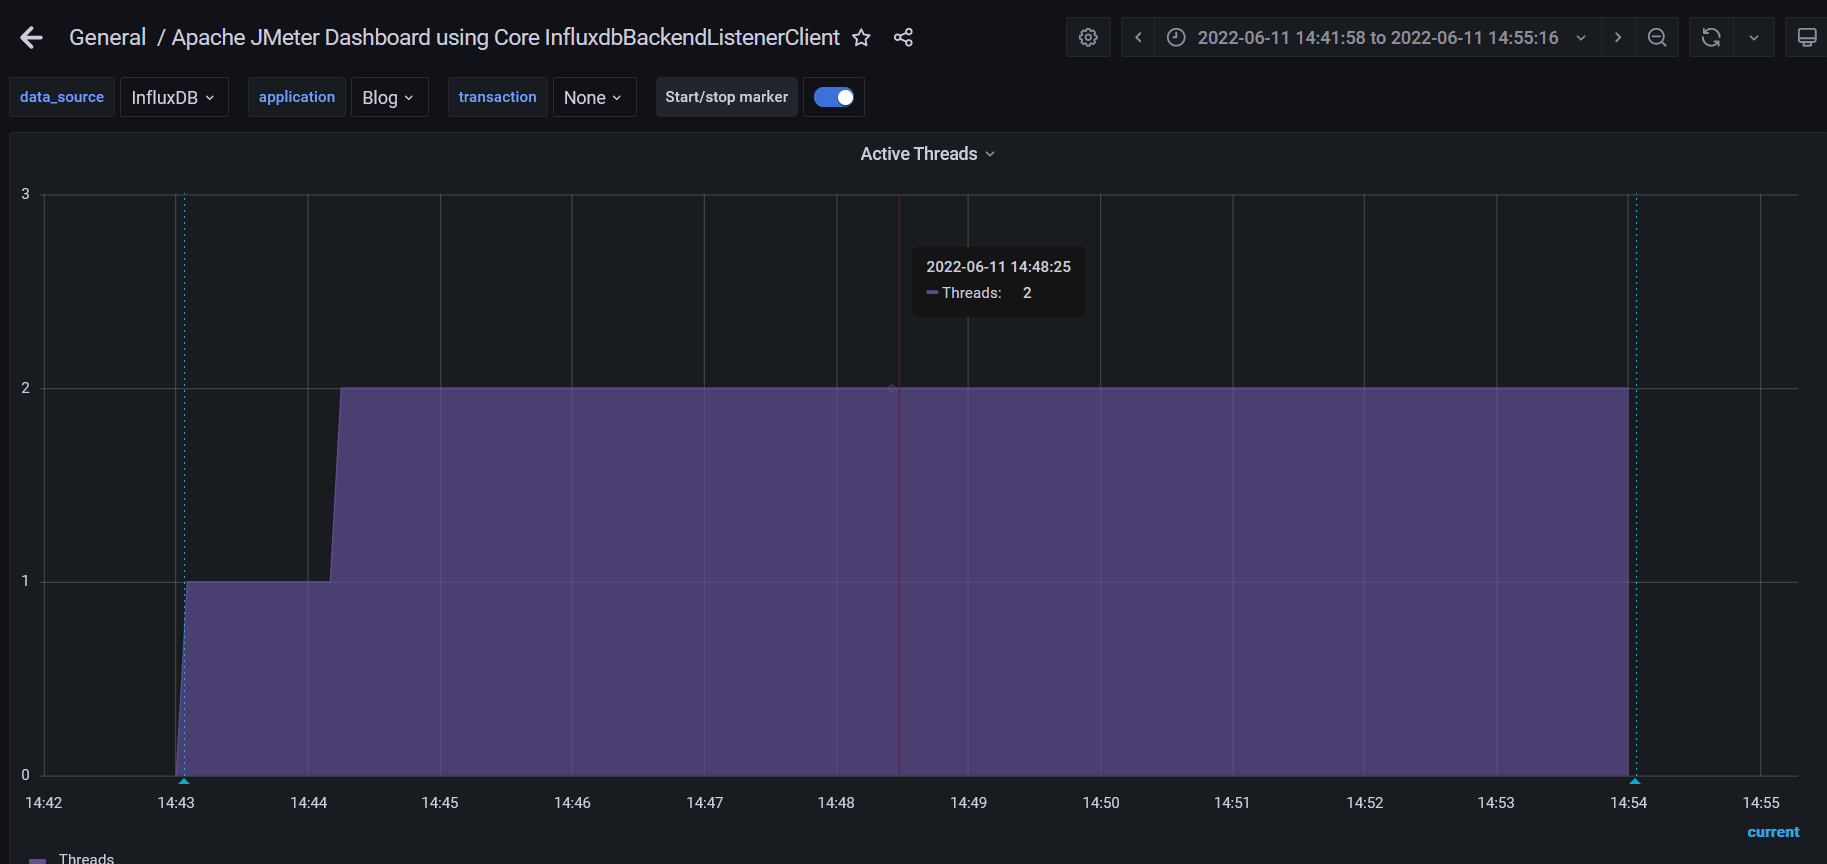 General / Apache JMeter Dashboard using Core InfluxdbBackendListenerClient
2022-06-11 14:41:58 to 2022-06-11 14:55:16
data_source InfluxDB application Blog transaction None Start/stop marker
Active Threads
3
2022-06-11 14:48:25
Threads: 2
2
1
0
14:42 14:43 14:44 14:45 14:46 14:47 14:48 14:49 14:50 14:51 14:52 14:53 14:54 14:55
current
Threads